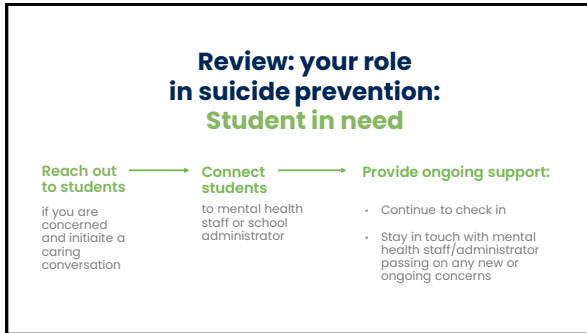 Review: your role
in suicide prevention:
Student in need
Reach out
to students
if you are
concerned
and initiaite a
caring
conversation
Connect
students
to mental health
staff or school
administrator
Provide ongoing support:
• Continue to check in
• Stay in touch with mental
health staff/administrator
passing on any new or
ongoing concerns